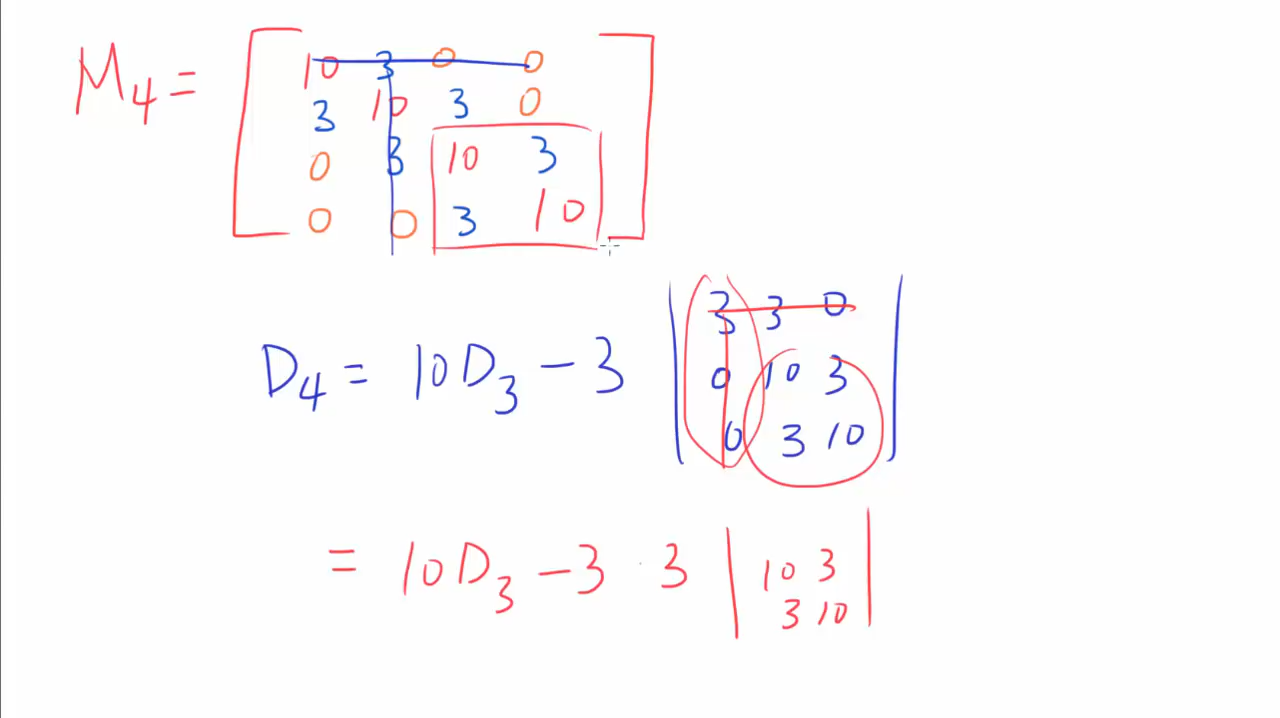 M₄ = [ 10 3 0 0
3 10 3 0
0 3 10 3
0 0 3 10 ]
D₄ = 10D₃ − 3 | 3 3 0
0 10 3
0 3 10 |
= 10D₃ − 3 · 3 | 10 3
3 10 |